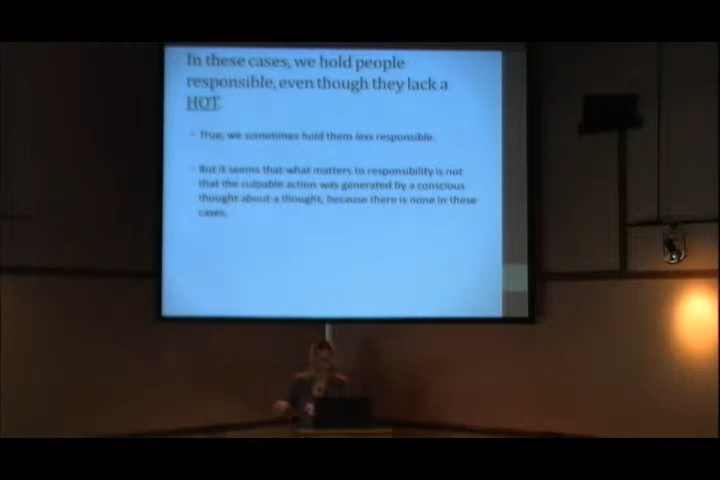 In these cases, we hold people
responsible, even though they lack a
HOT.
- True, we sometimes hold them less responsible.
- But it seems that what matters to responsibility is not
that the culpable action was generated by a conscious
thought about a thought, because there is none in these
cases.